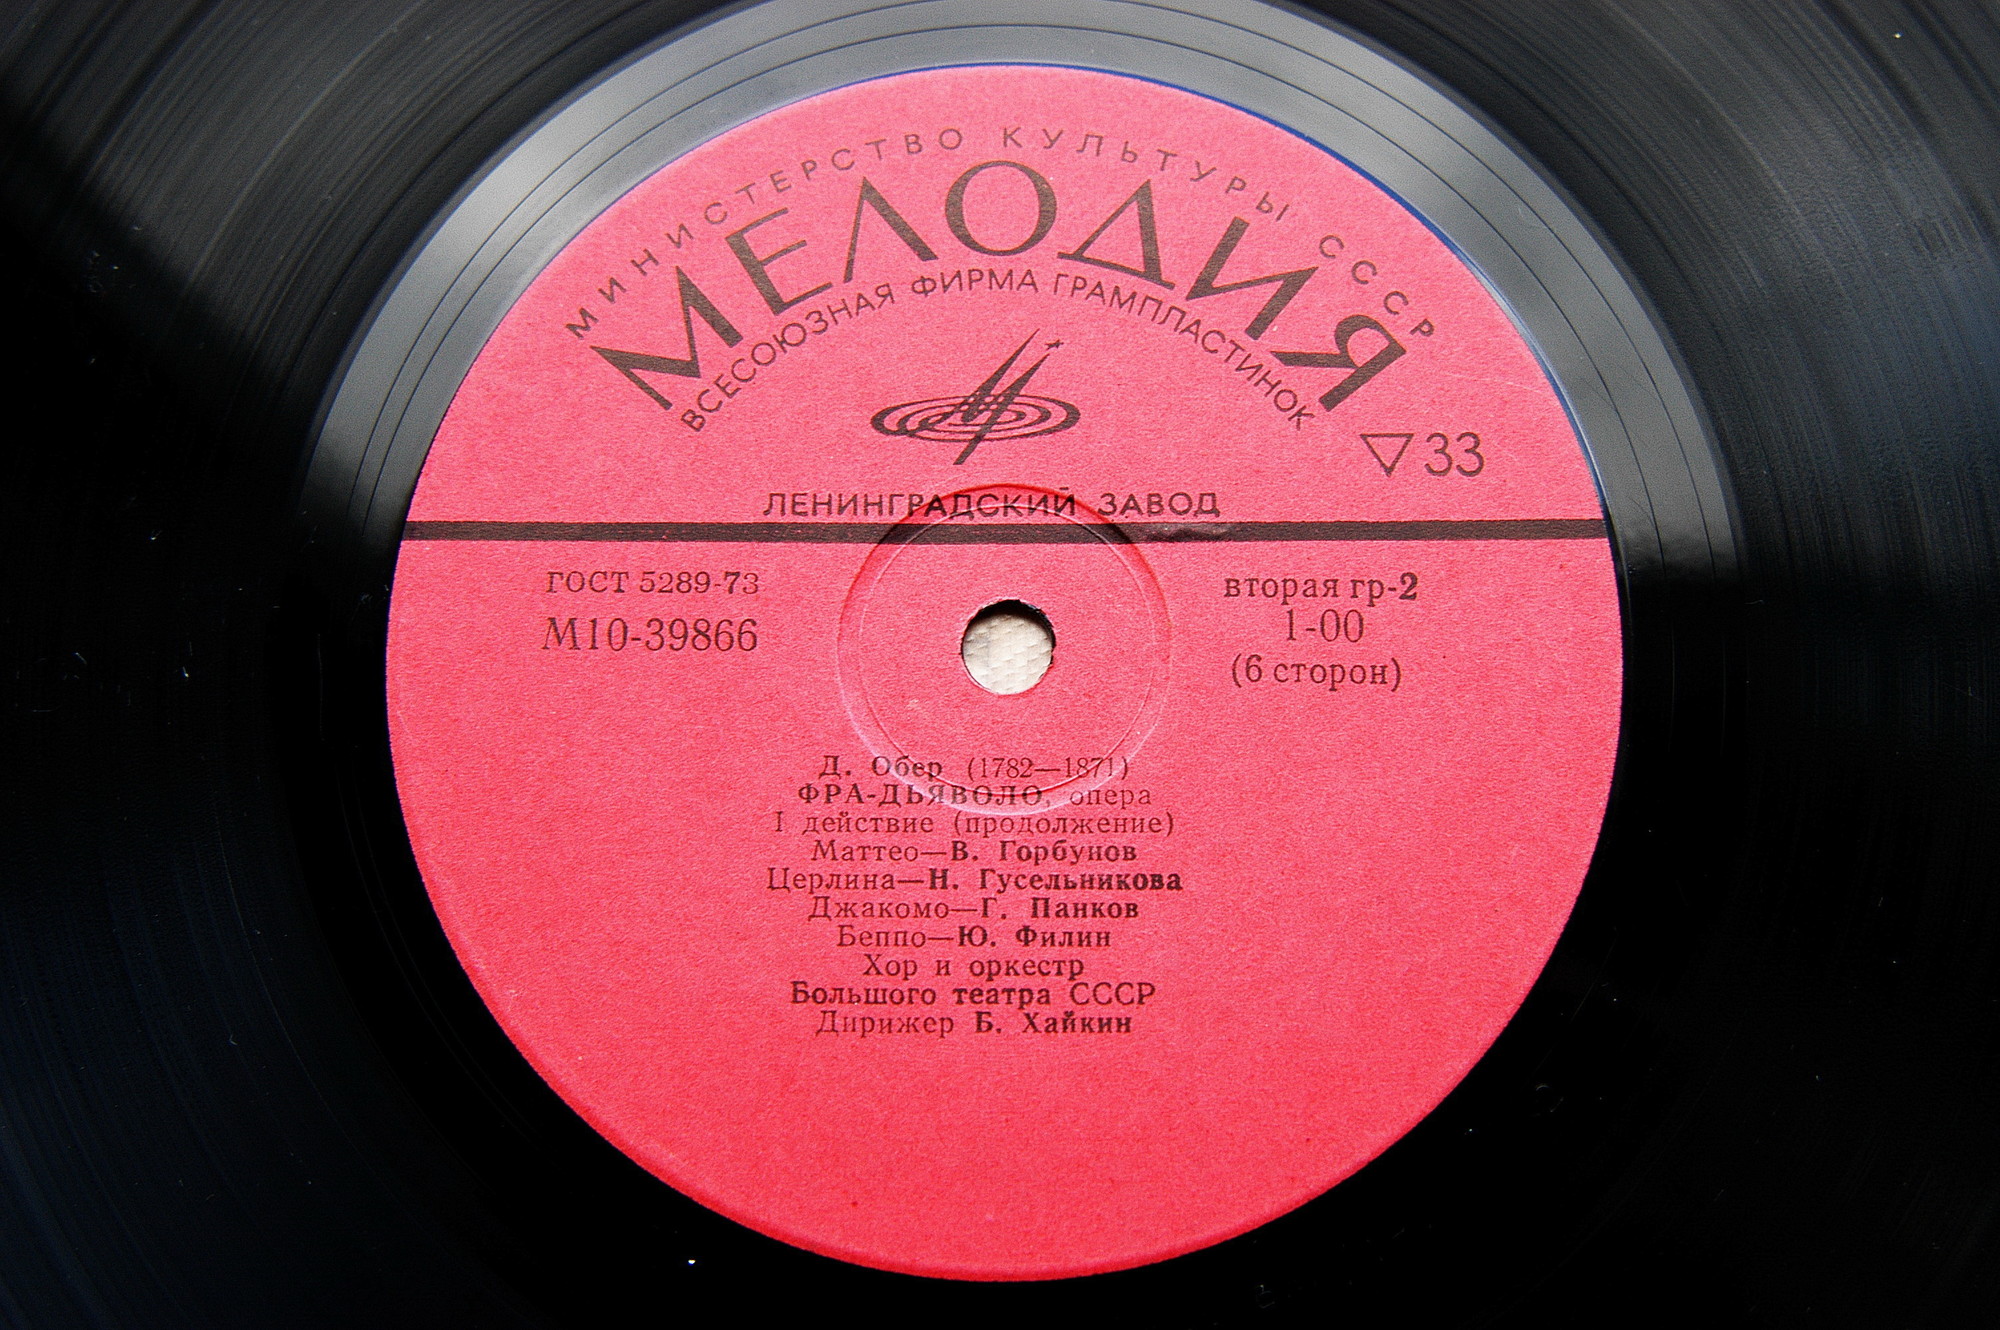 МИНИСТЕРСТВО КУЛЬТУРЫ СССР
МЕЛОДИЯ
ВСЕСОЮЗНАЯ ФИРМА ГРАМПЛАСТИНОК
▽33
ЛЕНИНГРАДСКИЙ ЗАВОД
ГОСТ 5289-73
М10-39866
вторая гр-2
1-00
(6 сторон)
Д. Обер (1782—1871)
ФРА-ДЬЯВОЛО, опера
I действие (продолжение)
Маттео—В. Горбунов
Церлина—Н. Гусельникова
Джакомо—Г. Панков
Беппо—Ю. Филин
Хор и оркестр
Большого театра СССР
Дирижер Б. Хайкин